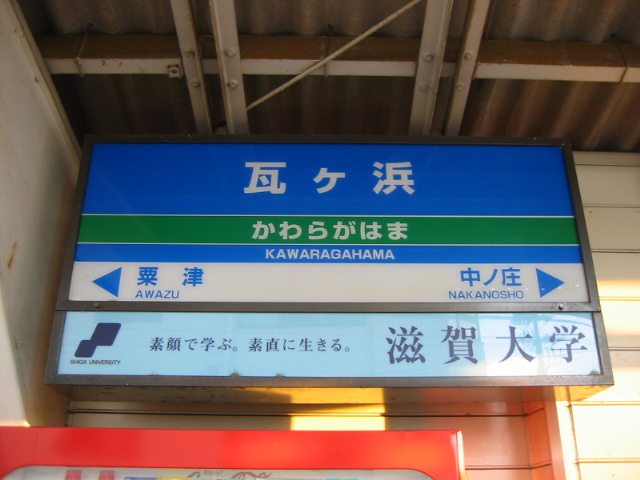 瓦ヶ浜
かわらがはま
KAWARAGAHAMA
粟津 中ノ庄
AWAZU NAKANOSHO
素顔で学ぶ。素直に生きる。 滋賀大学
SHIGA UNIVERSITY